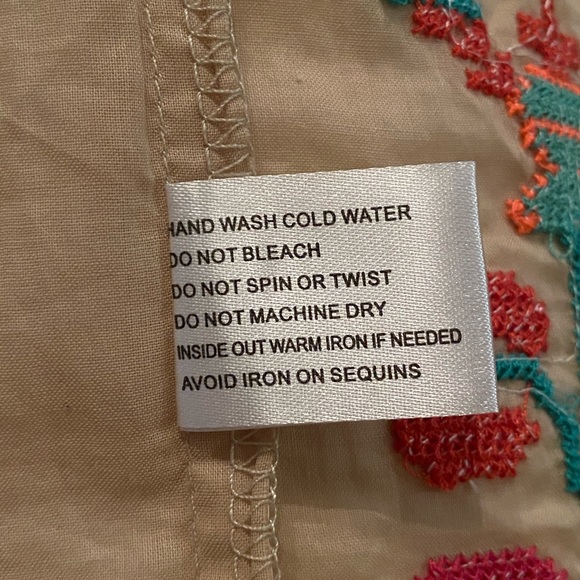 HAND WASH COLD WATER
DO NOT BLEACH
DO NOT SPIN OR TWIST
DO NOT MACHINE DRY
INSIDE OUT WARM IRON IF NEEDED
AVOID IRON ON SEQUINS